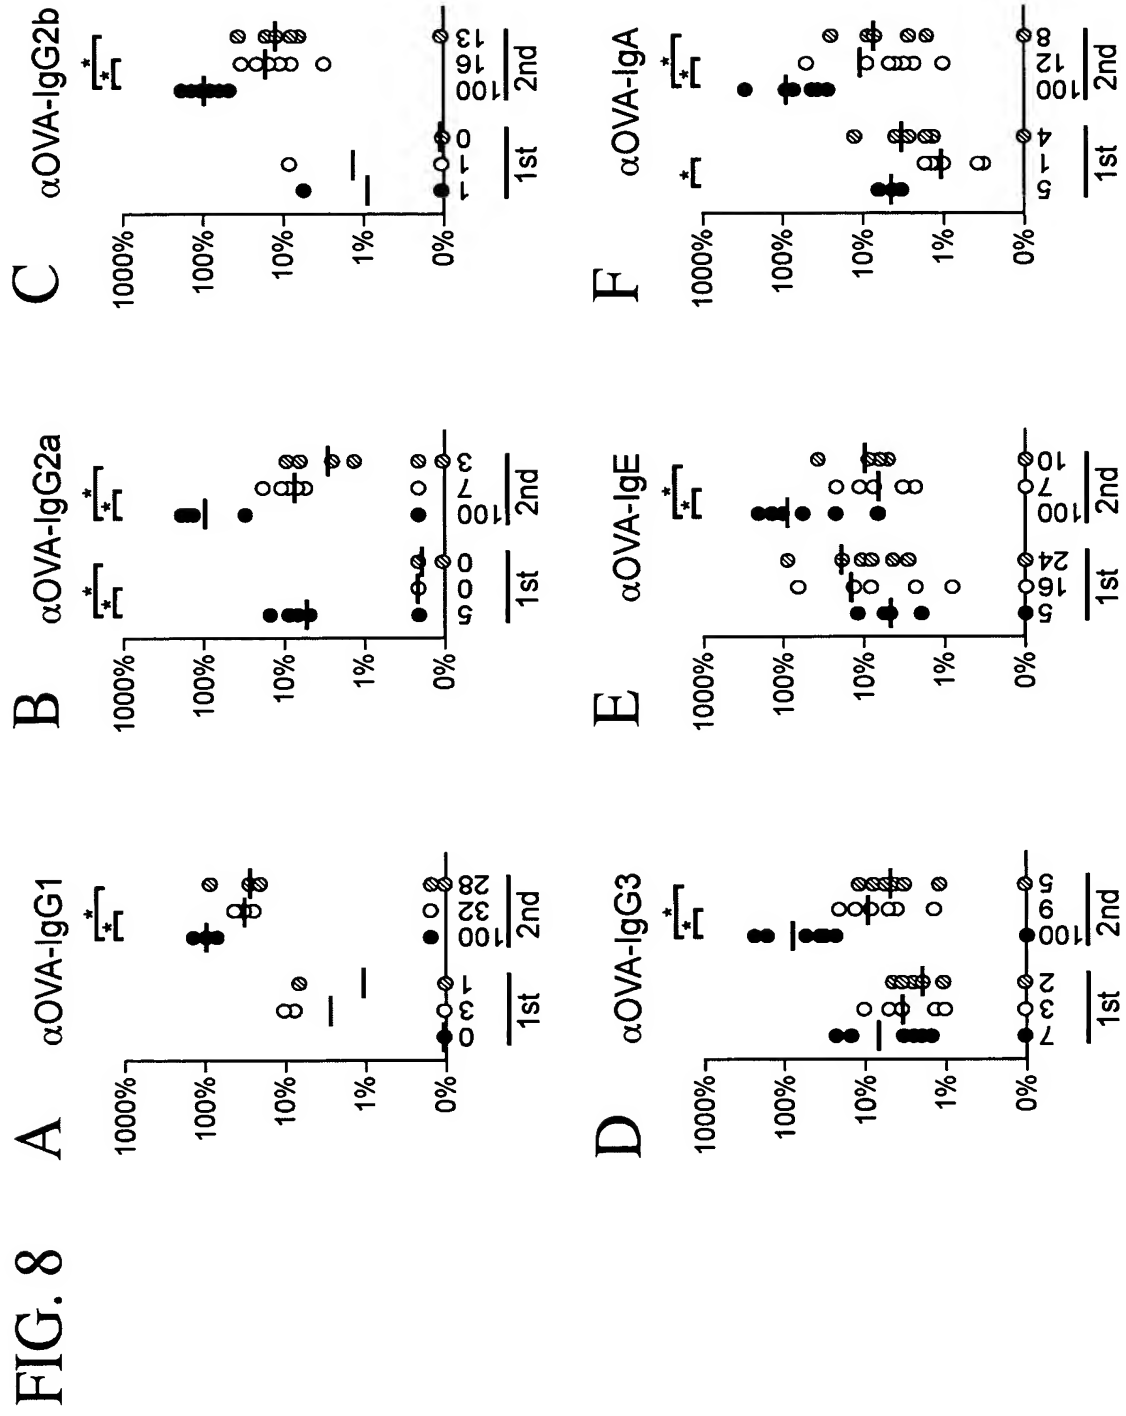 FIG. 8
A
αOVA-IgG1
* *
1000%
100%
10%
1%
0%
0 3 1 100 32 28
1st 2nd
B
αOVA-IgG2a
* * * *
1000%
100%
10%
1%
0%
5 0 0 100 7 3
1st 2nd
C
αOVA-IgG2b
* *
1000%
100%
10%
1%
0%
1 1 0 100 16 13
1st 2nd
D
αOVA-IgG3
* *
1000%
100%
10%
1%
0%
7 3 2 100 9 5
1st 2nd
E
αOVA-IgE
* *
1000%
100%
10%
1%
0%
5 16 24 100 7 10
1st 2nd
F
αOVA-IgA
* * *
1000%
100%
10%
1%
0%
5 1 4 100 12 8
1st 2nd